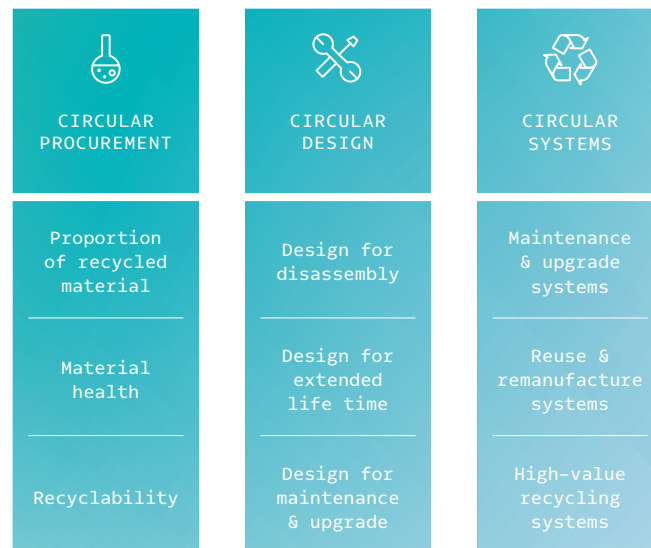 CIRCULAR
PROCUREMENT
Proportion
of recycled
material
Material
health
Recyclability
CIRCULAR
DESIGN
Design for
disassembly
Design for
extended
life time
Design for
maintenance
& upgrade
CIRCULAR
SYSTEMS
Maintenance
& upgrade
systems
Reuse &
remanufacture
systems
High-value
recycling
systems